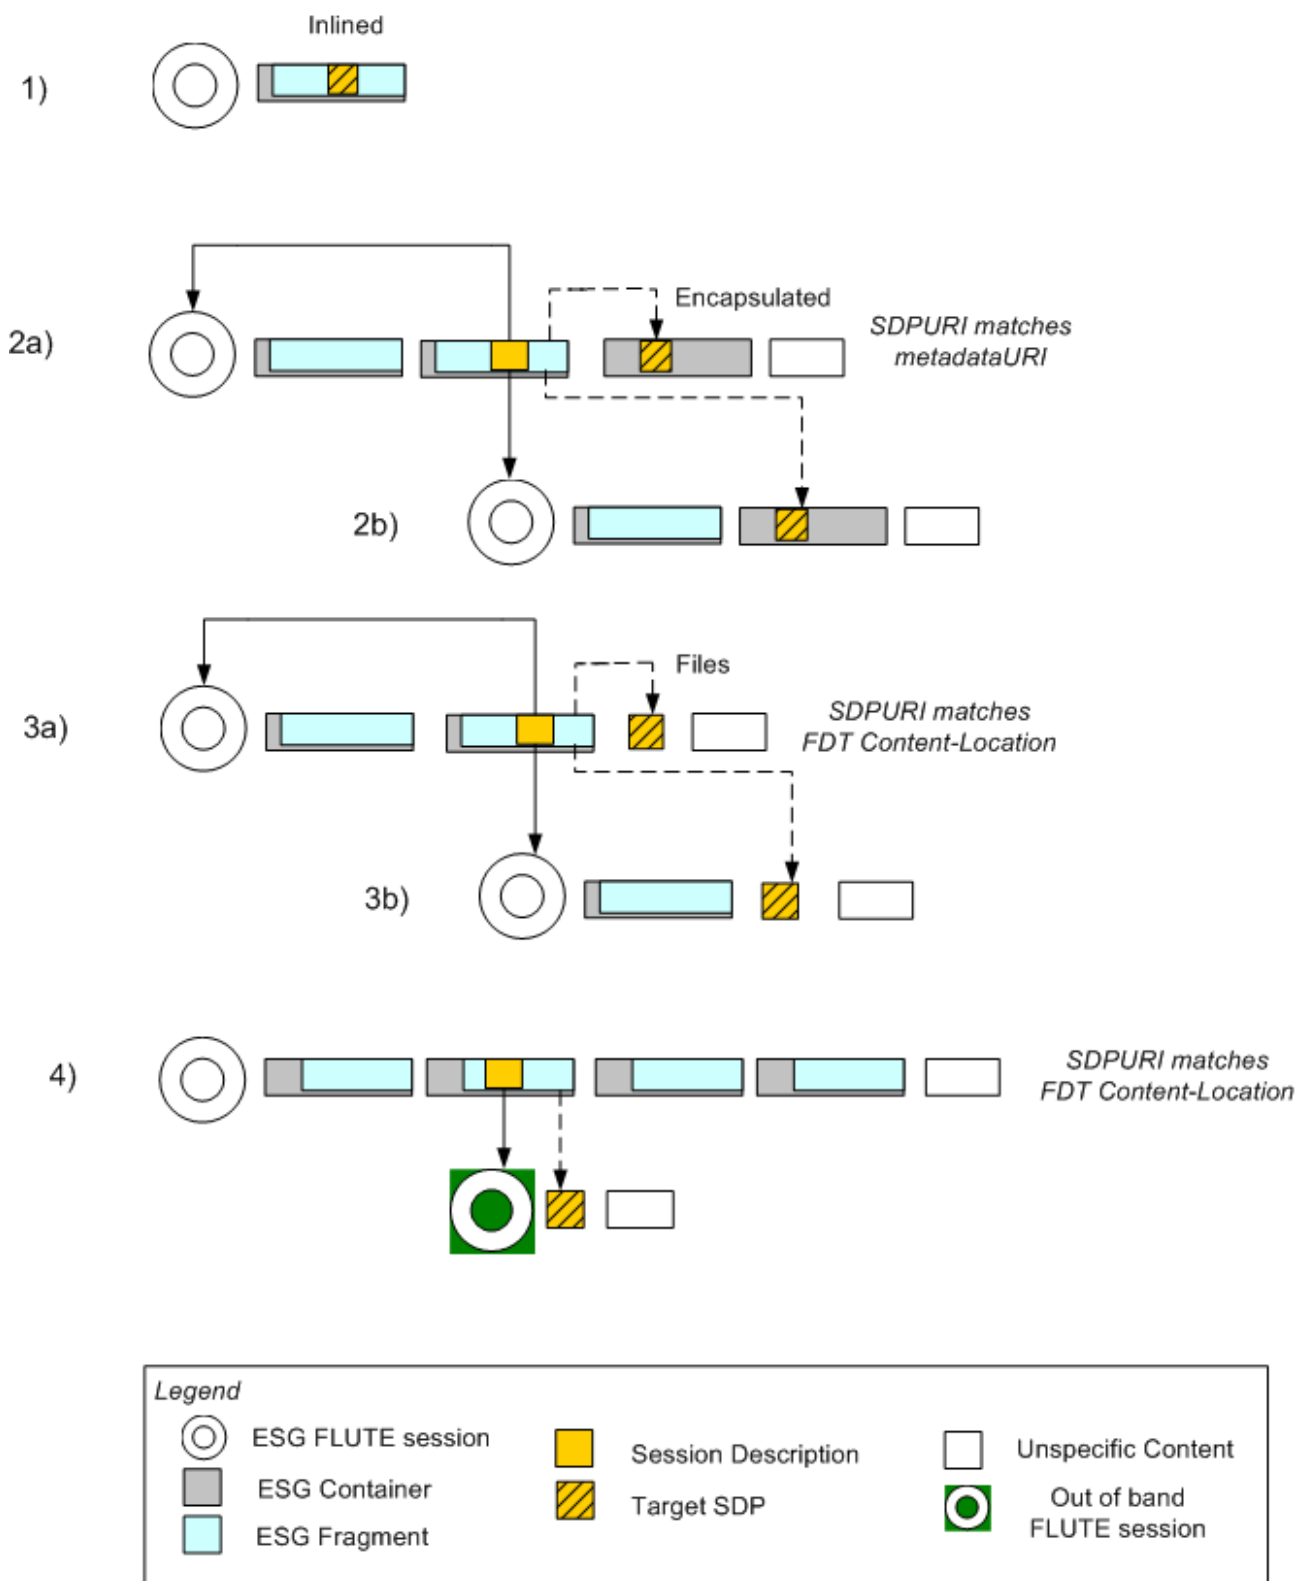 Inlined
1)
Encapsulated
SDPURI matches
metadataURI
2a)
2b)
Files
SDPURI matches
FDT Content-Location
3a)
3b)
4)
SDPURI matches
FDT Content-Location
Legend
ESG FLUTE session
ESG Container
ESG Fragment
Session Description
Target SDP
Unspecific Content
Out of band
FLUTE session